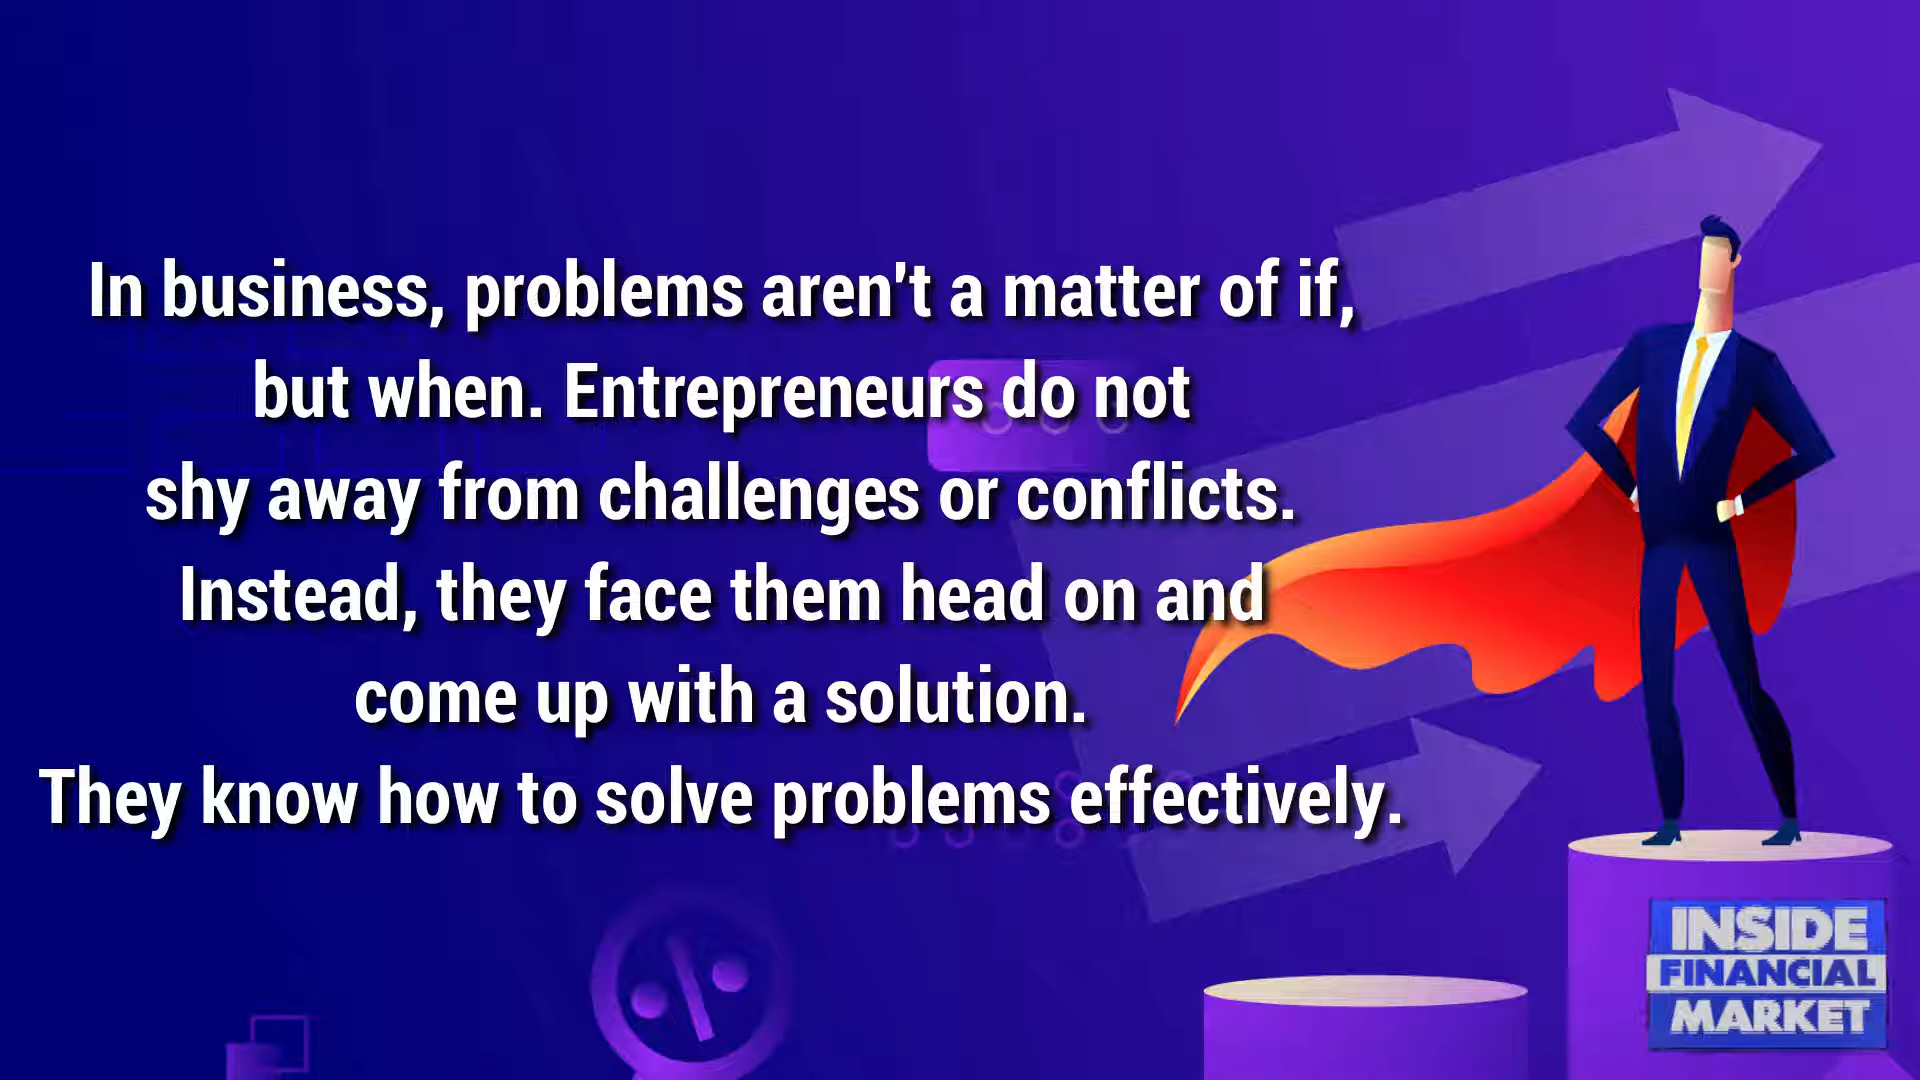 In business, problems aren't a matter of if,
but when. Entrepreneurs do not
shy away from challenges or conflicts.
Instead, they face them head on and
come up with a solution.
They know how to solve problems effectively.
INSIDE
FINANCIAL
MARKET